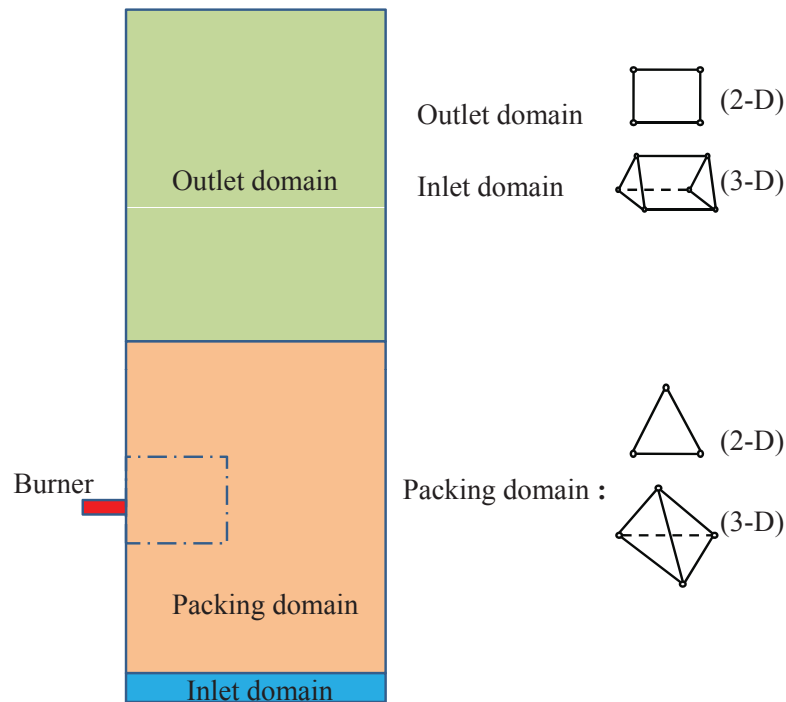 Outlet domain
Burner
Packing domain
Inlet domain
Outlet domain
(2-D)
Inlet domain
(3-D)
(2-D)
Packing domain :
(3-D)